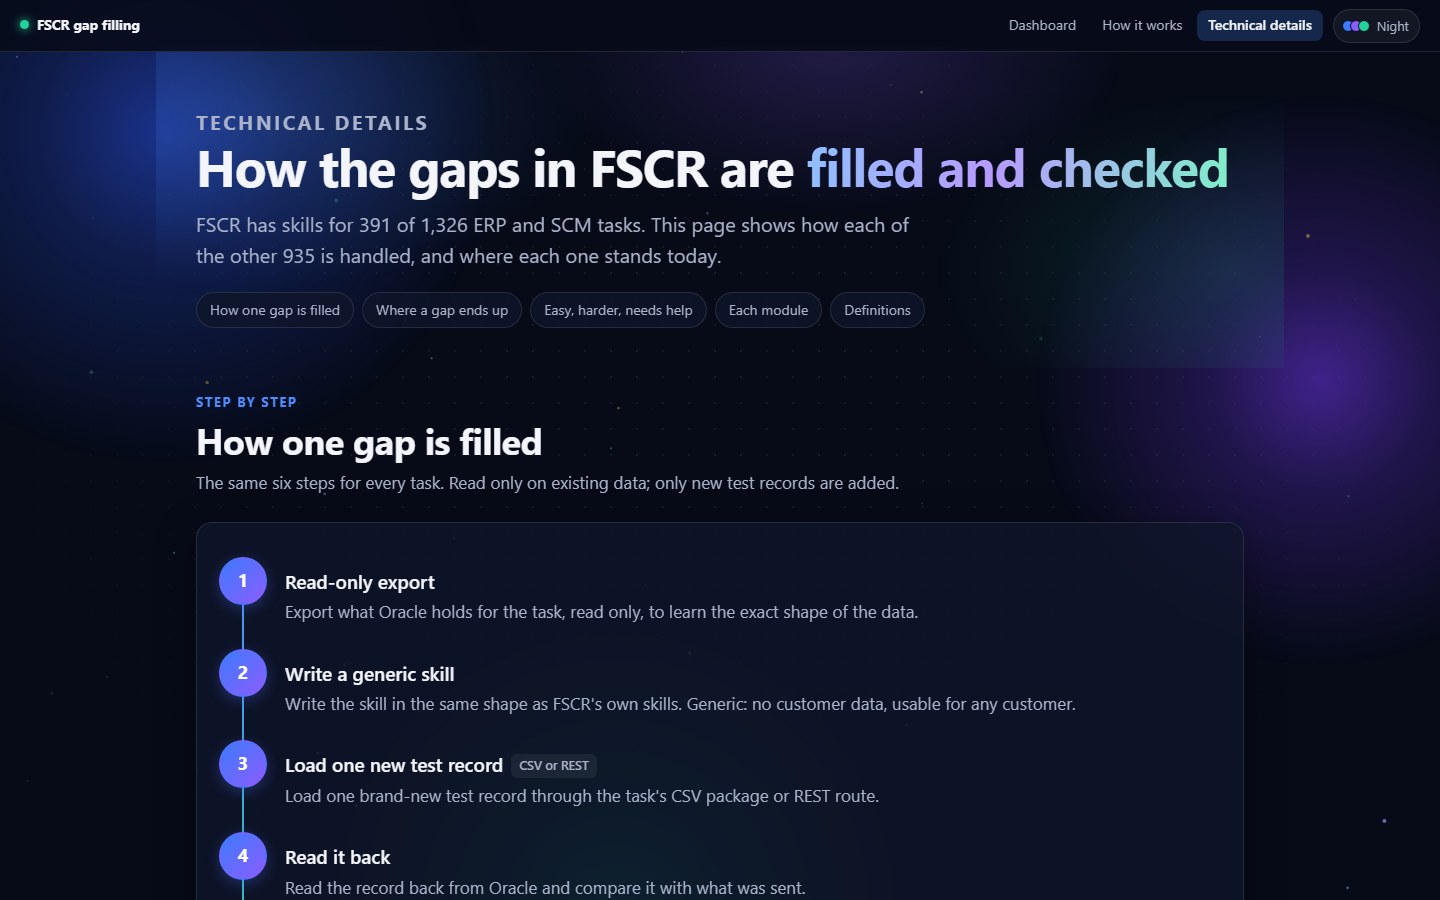 FSCR gap filling
Dashboard
How it works
Technical details
Night
TECHNICAL DETAILS
How the gaps in FSCR are filled and checked
FSCR has skills for 391 of 1,326 ERP and SCM tasks. This page shows how each of
the other 935 is handled, and where each one stands today.
How one gap is filled
Where a gap ends up
Easy, harder, needs help
Each module
Definitions
STEP BY STEP
How one gap is filled
The same six steps for every task. Read only on existing data; only new test records are added.
1
Read-only export
Export what Oracle holds for the task, read only, to learn the exact shape of the data.
2
Write a generic skill
Write the skill in the same shape as FSCR's own skills. Generic: no customer data, usable for any customer.
3
Load one new test record CSV or REST
Load one brand-new test record through the task's CSV package or REST route.
4
Read it back
Read the record back from Oracle and compare it with what was sent.